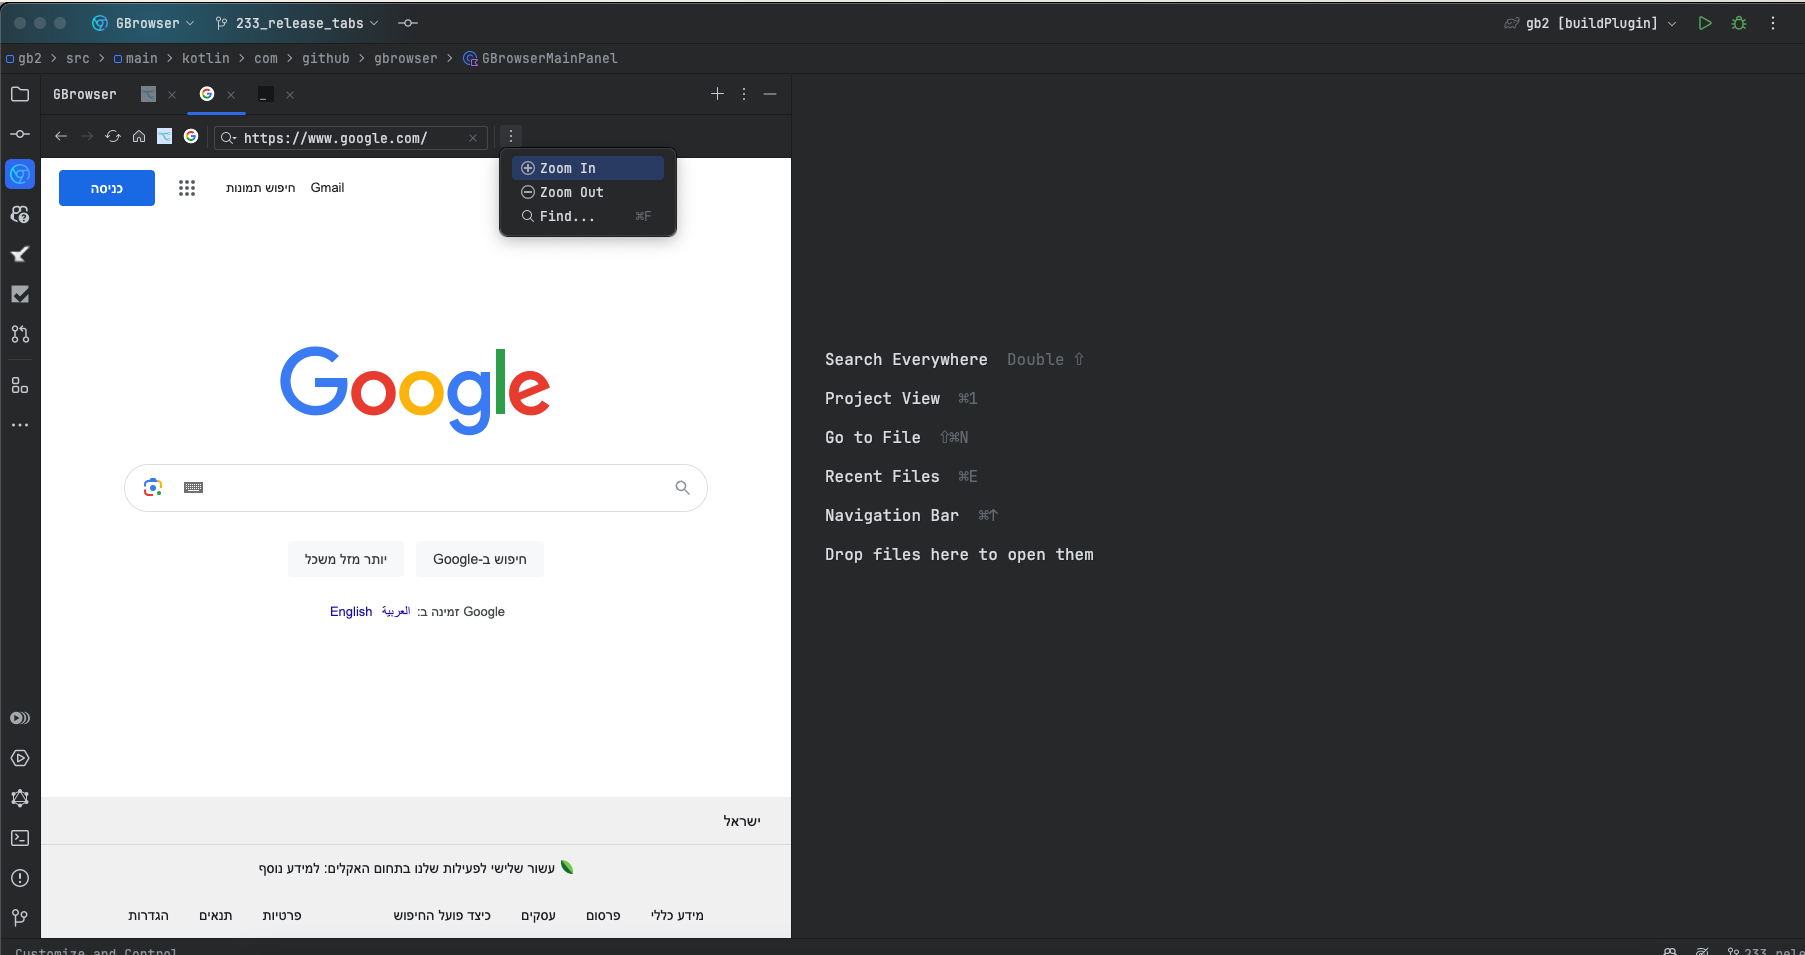 GBrowser 233_release_tabs gb2 [buildPlugin]
gb2 > src > main > kotlin > com > github > gbrowser > GBrowserMainPanel
GBrowser
https://www.google.com/
Zoom In
Zoom Out
Find... ⌘F
כניסה חיפוש תמונות Gmail
Google
חיפוש ב-Google יותר מזל משכל
Google זמינה ב: العربية English
ישראל
עשור שלישי לפעילות שלנו בתחום האקלים: למידע נוסף
מידע כללי פרסום עסקים כיצד פועל החיפוש פרטיות תנאים הגדרות
Search Everywhere Double ⇧
Project View ⌘1
Go to File ⇧⌘N
Recent Files ⌘E
Navigation Bar ⌘↑
Drop files here to open them
Customize and Control 233_rele